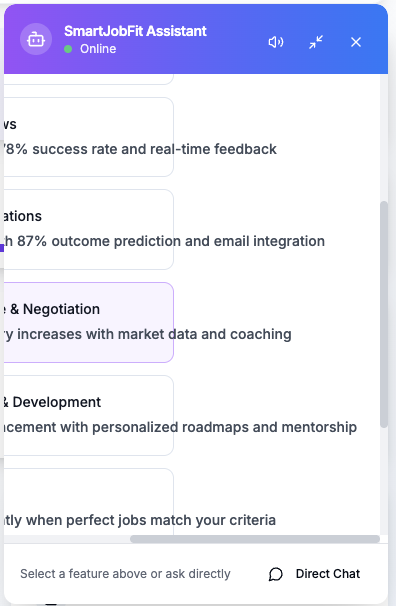 SmartJobFit Assistant
Online
ws
78% success rate and real-time feedback
ations
h 87% outcome prediction and email integration
e & Negotiation
ry increases with market data and coaching
& Development
ncement with personalized roadmaps and mentorship
tly when perfect jobs match your criteria
Select a feature above or ask directly
Direct Chat